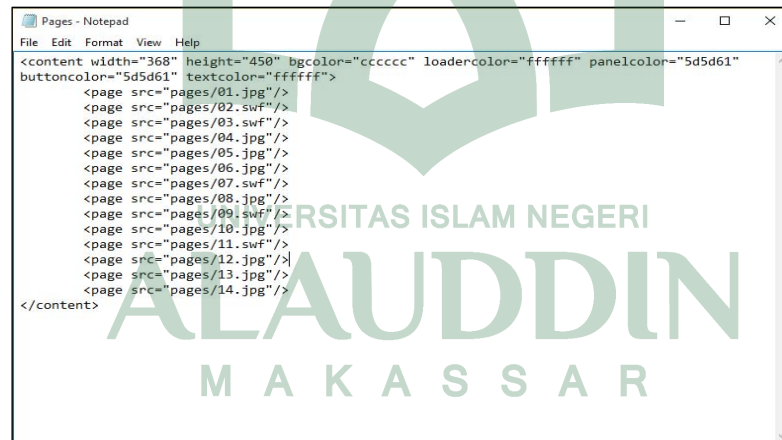 Pages - Notepad
File Edit Format View Help
<content width="368" height="450" bgcolor="cccccc" loadercolor="ffffff" panelcolor="5d5d61"
buttoncolor="5d5d61" textcolor="ffffff">
<page src="pages/01.jpg"/>
<page src="pages/02.swf"/>
<page src="pages/03.swf"/>
<page src="pages/04.jpg"/>
<page src="pages/05.jpg"/>
<page src="pages/06.jpg"/>
<page src="pages/07.swf"/>
<page src="pages/08.jpg"/>
<page src="pages/09.swf"/>
<page src="pages/10.jpg"/>
<page src="pages/11.swf"/>
<page src="pages/12.jpg"/>
<page src="pages/13.jpg"/>
<page src="pages/14.jpg"/>
</content>
UNIVERSITAS ISLAM NEGERI
ALAUDDIN
MAKASSAR